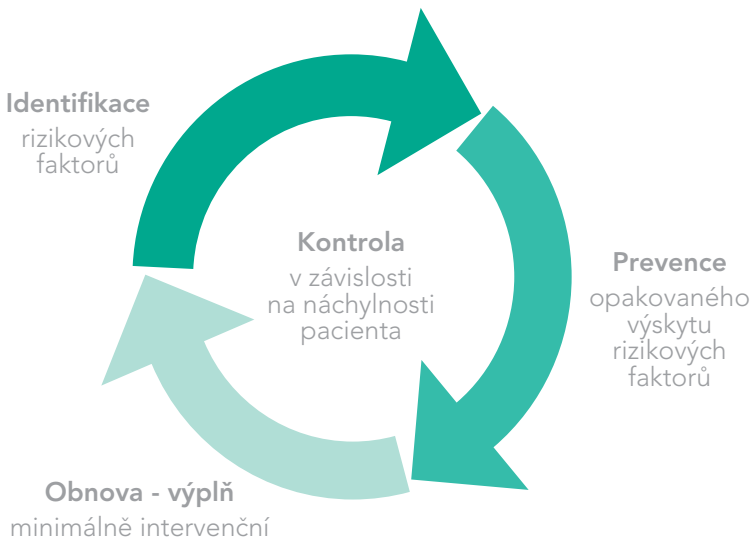 Identifikace
rizikových
faktorů
Kontrola
v závislosti
na náchylnosti
pacienta
Prevence
opakovaného
výskytu
rizikových
faktorů
Obnova - výplň
minimálně intervenční